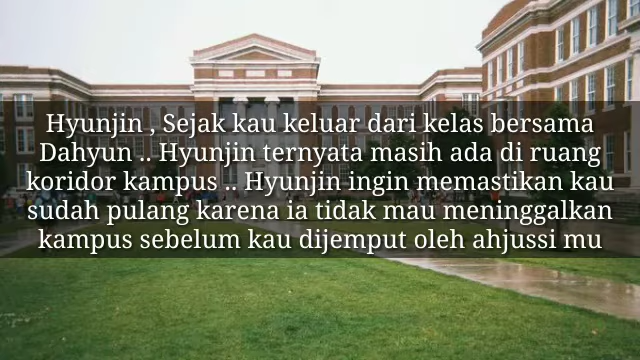 Hyunjin , Sejak kau keluar dari kelas bersama
Dahyun .. Hyunjin ternyata masih ada di ruang
koridor kampus .. Hyunjin ingin memastikan kau
sudah pulang karena ia tidak mau meninggalkan
kampus sebelum kau dijemput oleh ahjussi mu